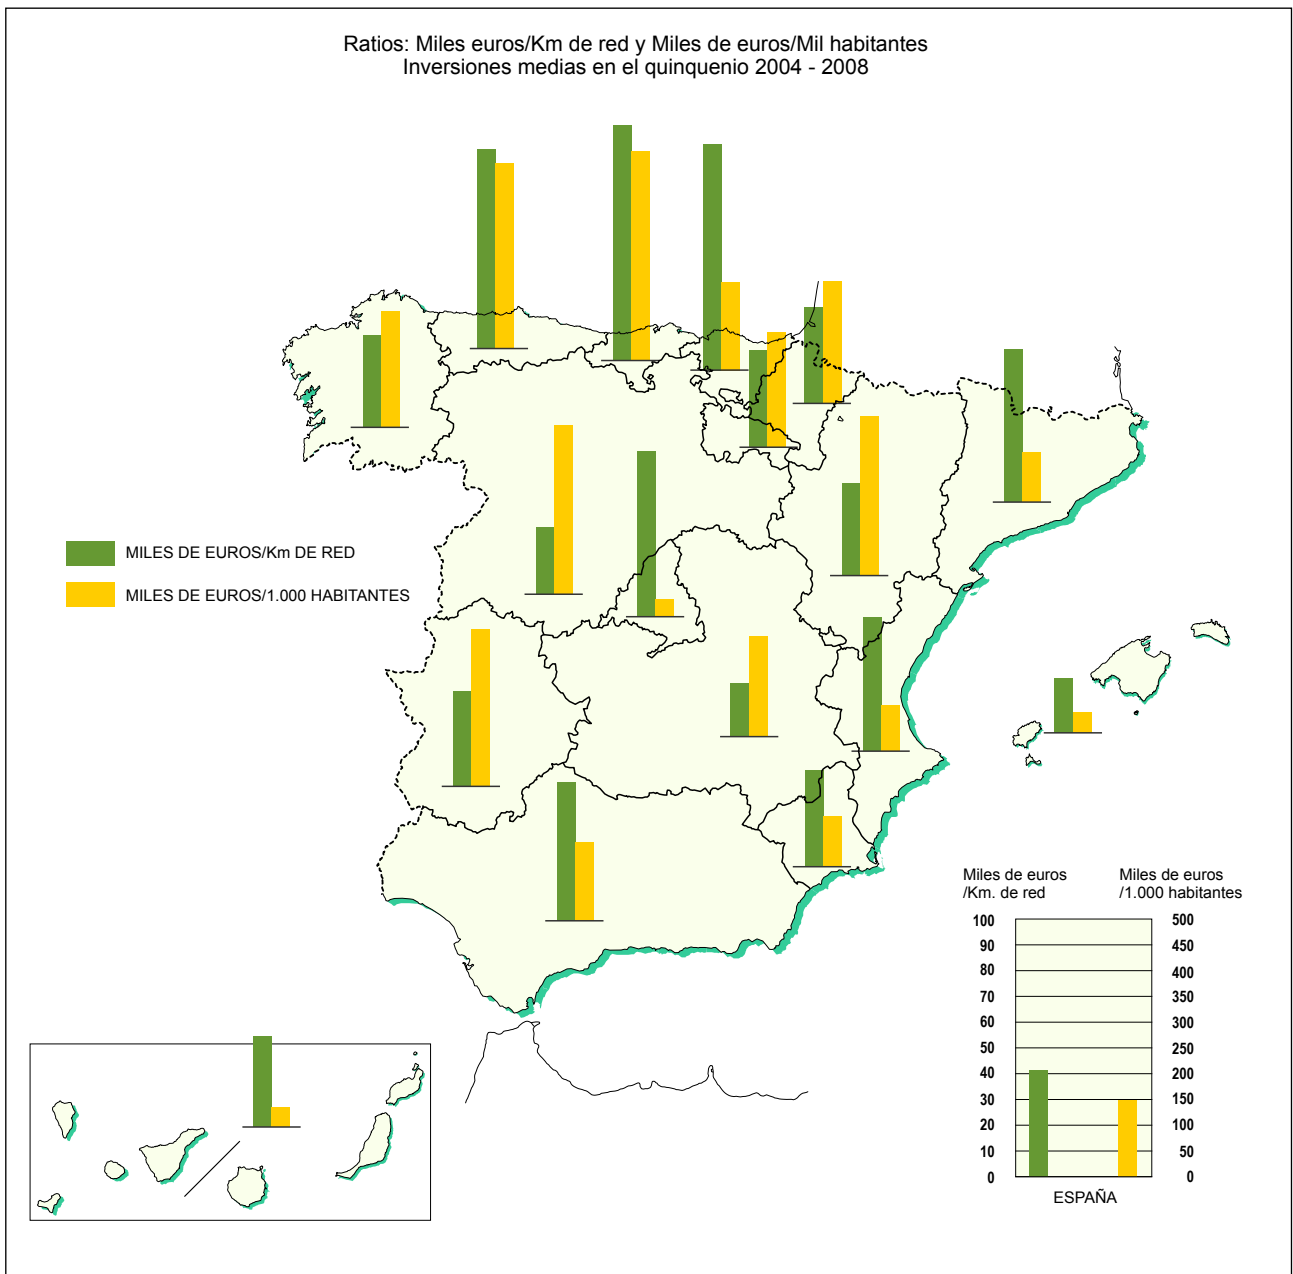 Ratios: Miles euros/Km de red y Miles de euros/Mil habitantes
Inversiones medias en el quinquenio 2004 - 2008
MILES DE EUROS/Km DE RED
MILES DE EUROS/1.000 HABITANTES
Miles de euros
/Km. de red
Miles de euros
/1.000 habitantes
100 500
90 450
80 400
70 350
60 300
50 250
40 200
30 150
20 100
10 50
0 0
ESPAÑA